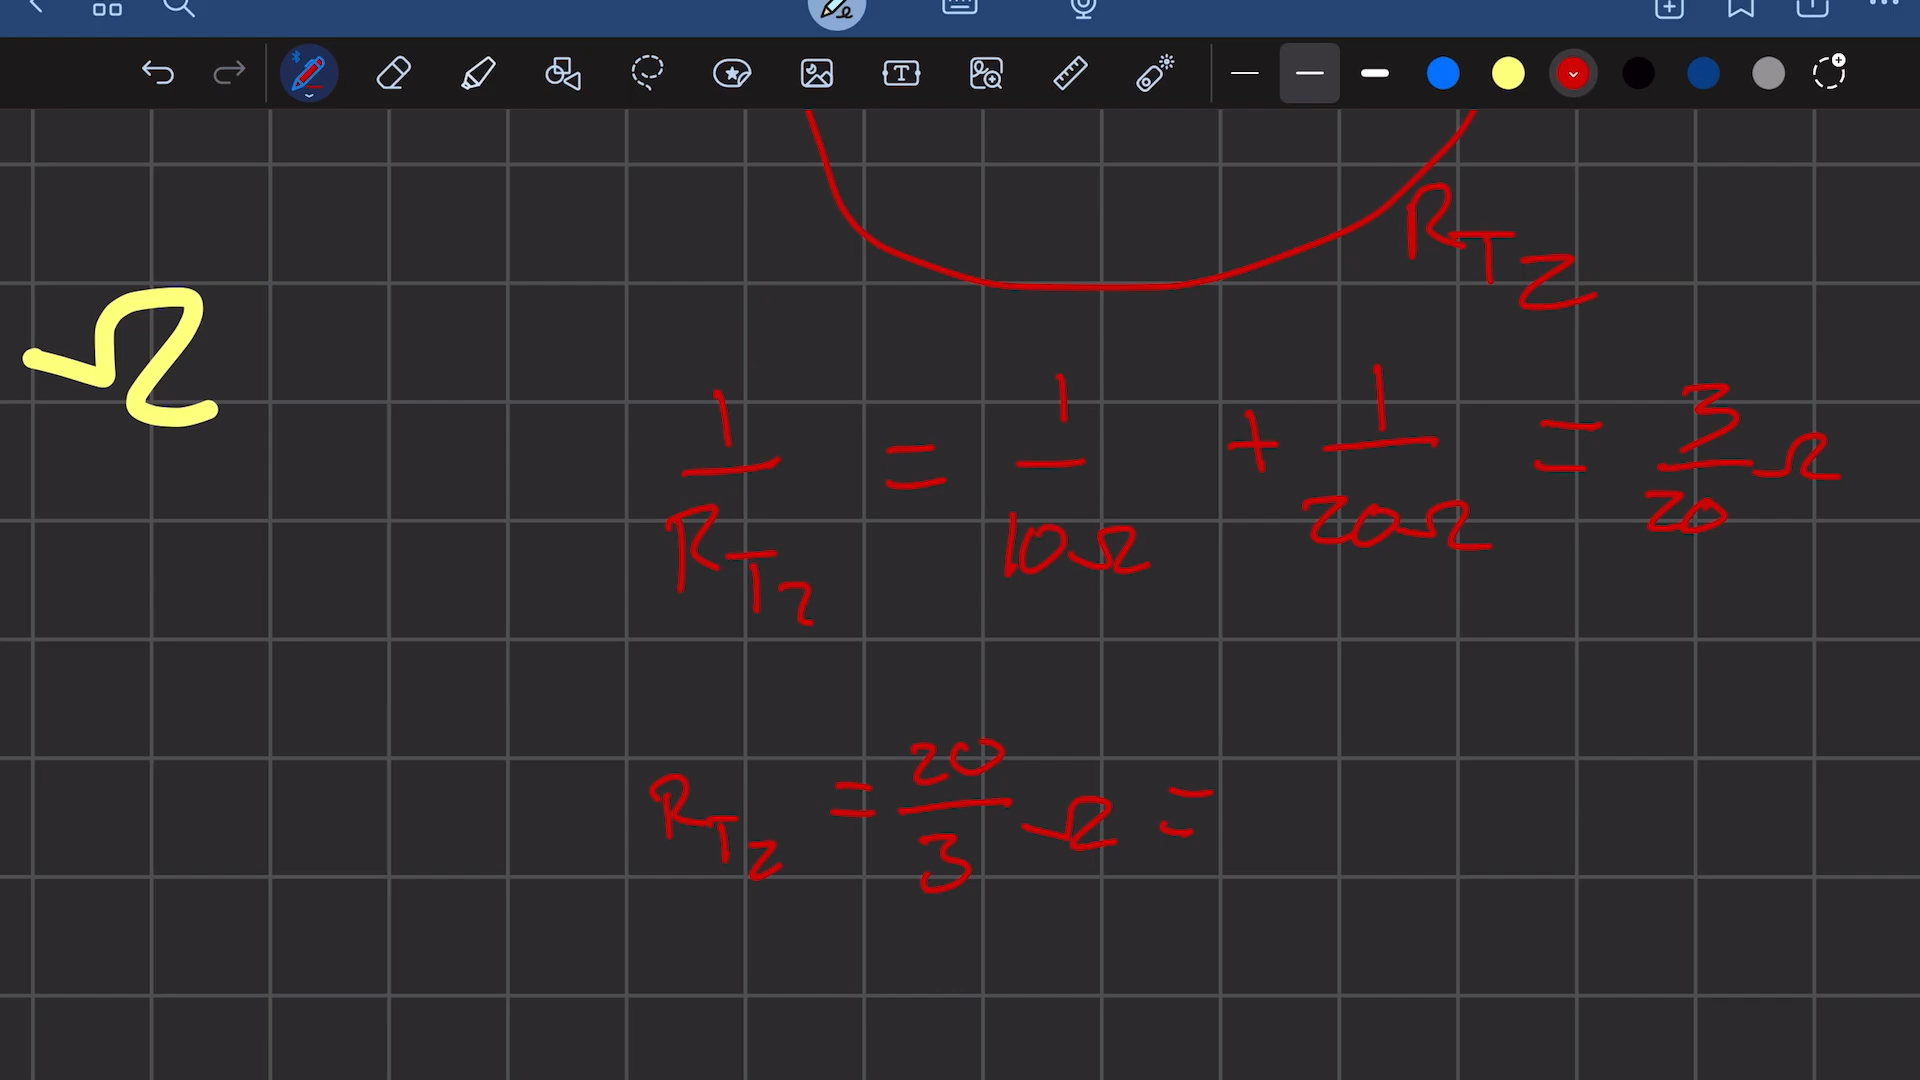 R_T2
Ω
1/R_T2 = 1/10Ω + 1/20Ω = 3/20 Ω
R_T2 = 20/3 Ω =